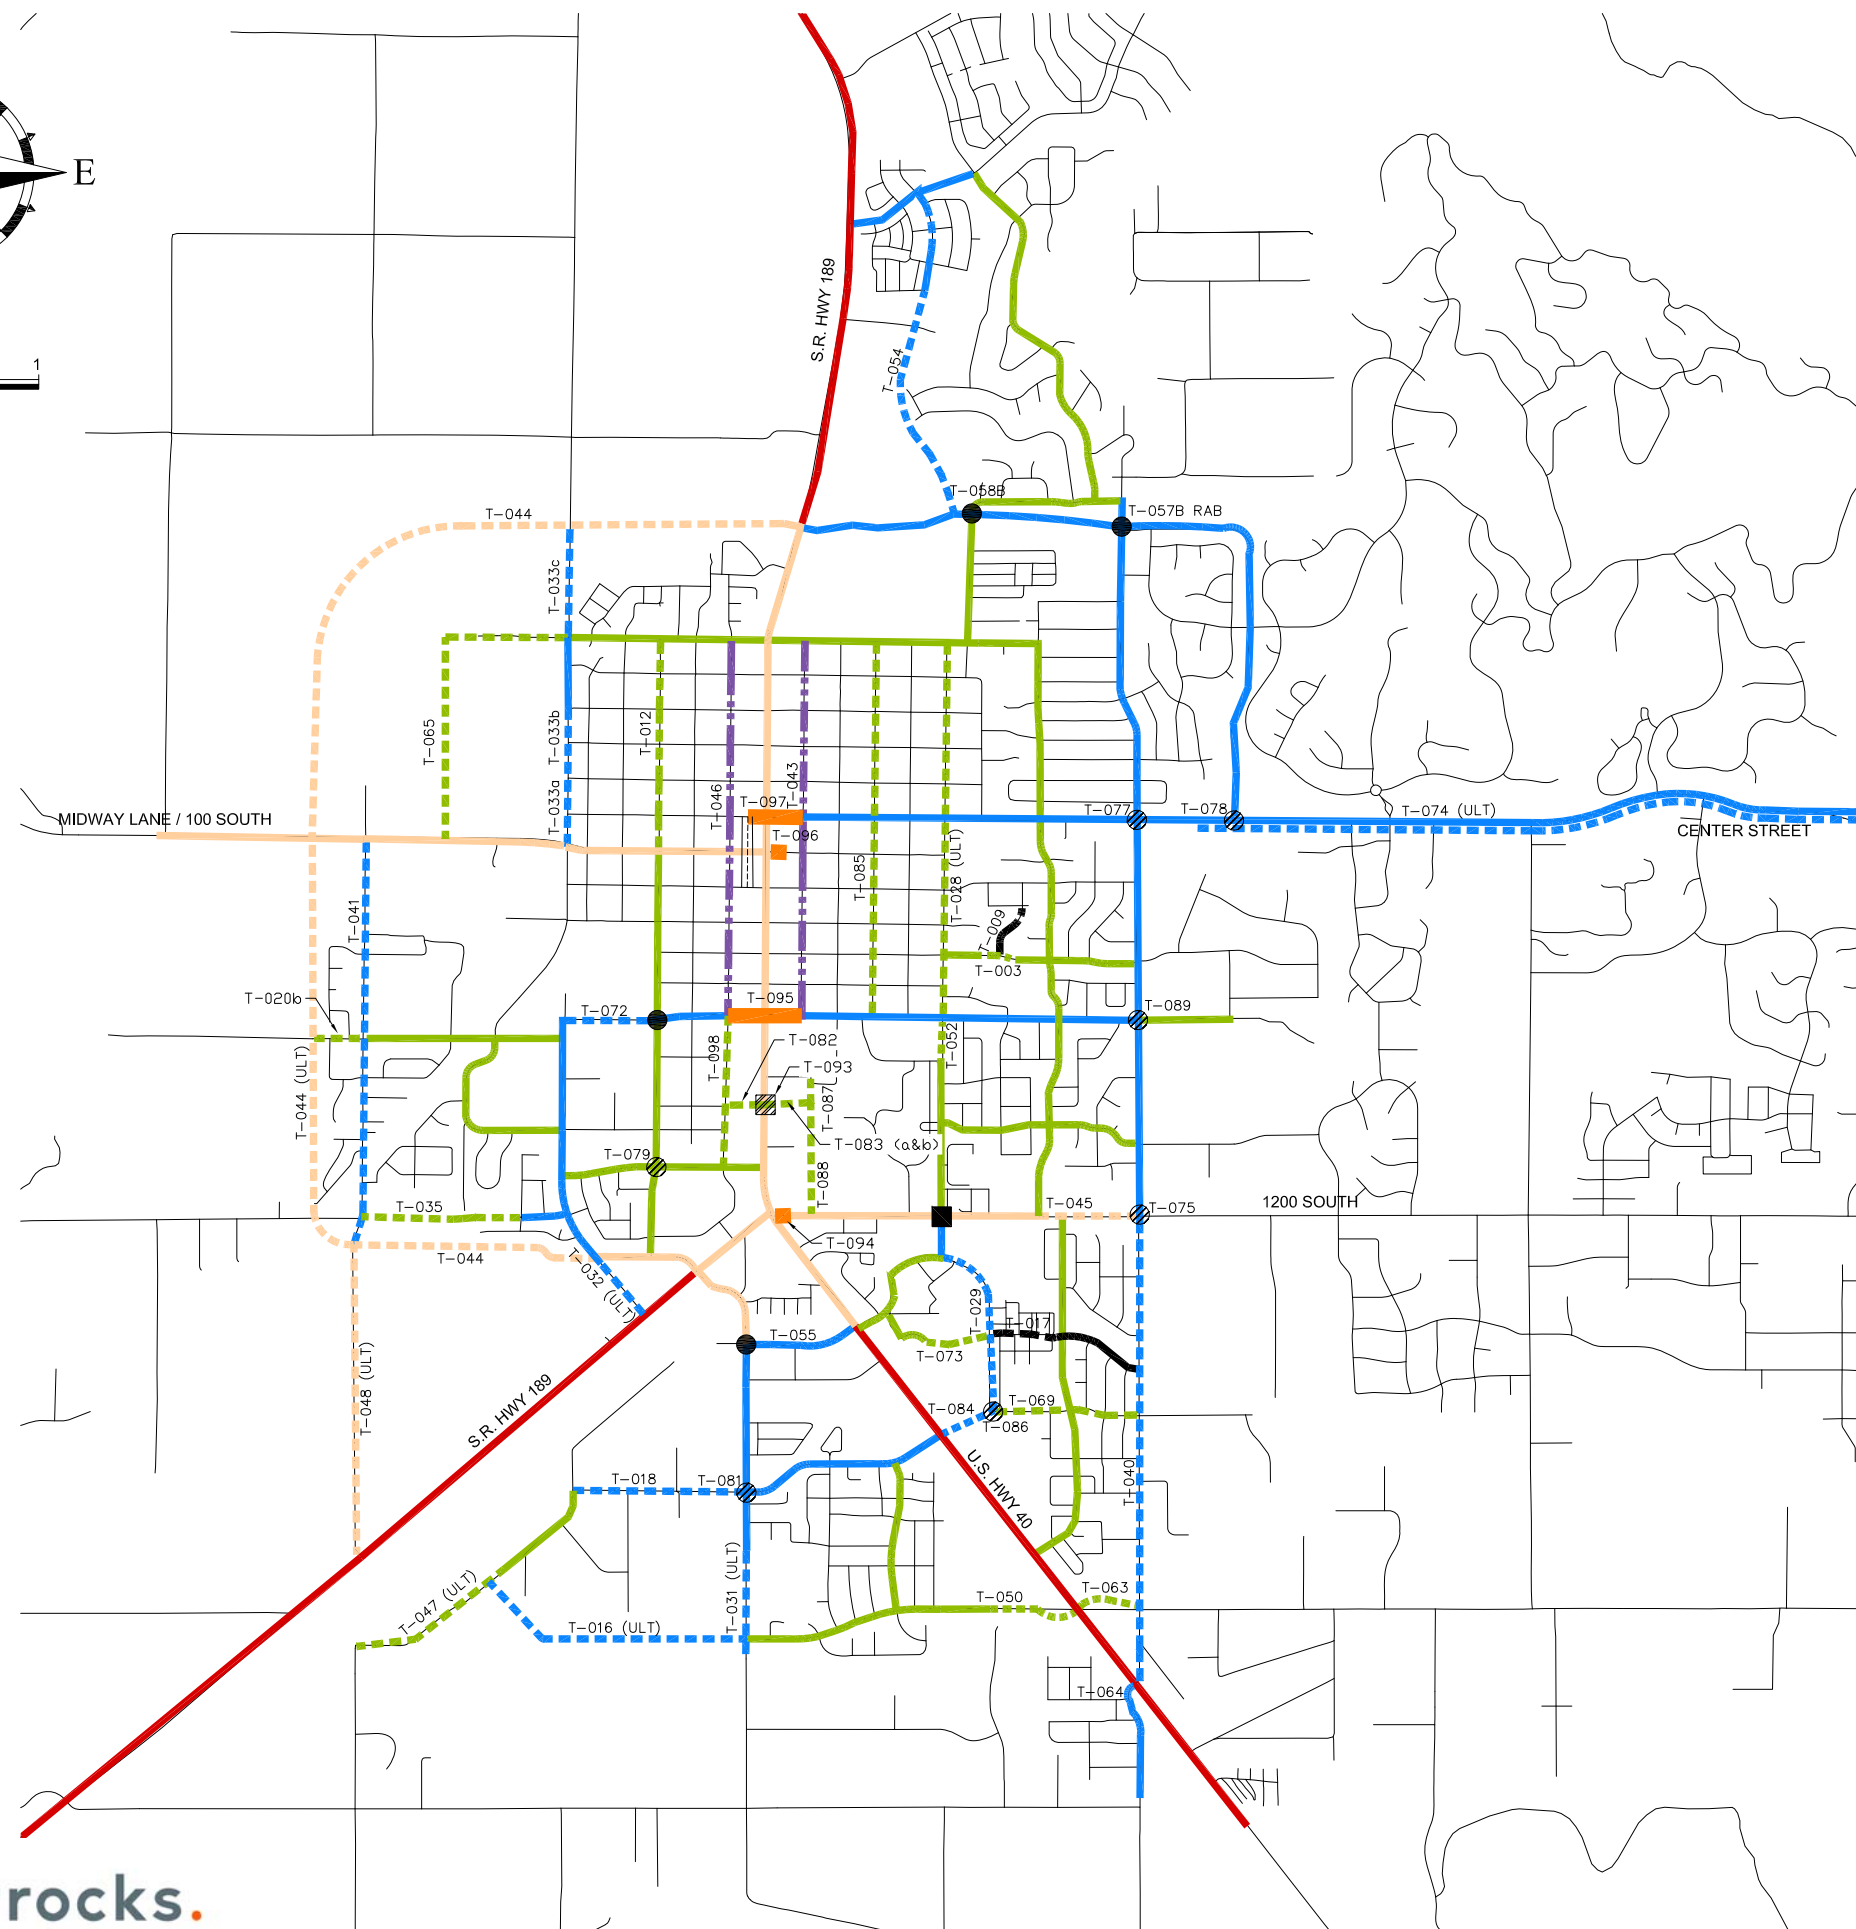 E
1
S.R. HWY 189
T-054
T-058B
T-057B RAB
T-044
T-033c
T-065
T-033b
T-012
T-033a
T-046
T-043
T-097
T-077
T-078
T-074 (ULT)
MIDWAY LANE / 100 SOUTH
CENTER STREET
T-096
T-085
T-028 (ULT)
T-041
T-009
T-003
T-020b
T-072
T-095
T-089
T-044 (ULT)
T-098
T-082
T-052
T-093
T-087
T-083 (a&b)
T-079
T-088
T-035
T-045
T-075
1200 SOUTH
T-044
T-094
T-032 (ULT)
T-029
T-055
T-017
T-073
T-048 (ULT)
S.R. HWY 189
T-084
T-069
T-086
U.S. HWY 40
T-018
T-081
T-040
T-047 (ULT)
T-031 (ULT)
T-050
T-063
T-016 (ULT)
T-064
rocks.